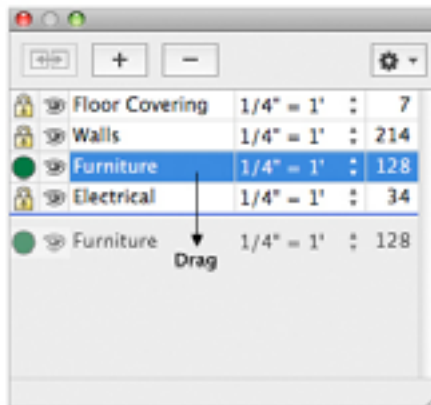 Floor Covering 1/4" = 1' 7
Walls 1/4" = 1' 214
Furniture 1/4" = 1' 128
Electrical 1/4" = 1' 34
Furniture 1/4" = 1' 128
Drag